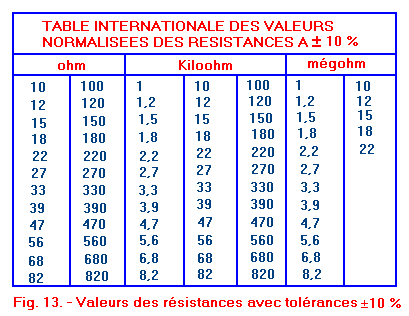 TABLE INTERNATIONALE DES VALEURS
NORMALISEES DES RESISTANCES A ± 10 %
ohm Kiloohm mégohm
10 100 1 10 100 1 10
12 120 1,2 12 120 1,2 12
15 150 1,5 15 150 1,5 15
18 180 1,8 18 180 1,8 18
22 220 2,2 22 220 2,2 22
27 270 2,7 27 270 2,7
33 330 3,3 33 330 3,3
39 390 3,9 39 390 3,9
47 470 4,7 47 470 4,7
56 560 5,6 56 560 5,6
68 680 6,8 68 680 6,8
82 820 8,2 82 820 8,2
Fig. 13. - Valeurs des résistances avec tolérances ±10 %